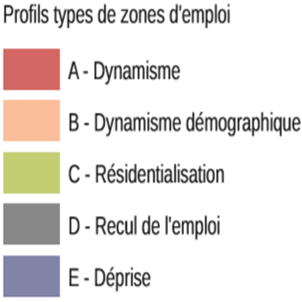 Profils types de zones d'emploi
A - Dynamisme
B - Dynamisme démographique
C - Résidentialisation
D - Recul de l'emploi
E - Déprise